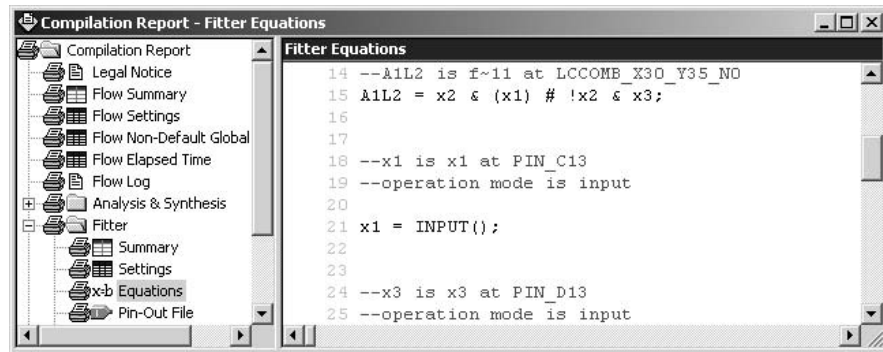 Compilation Report - Fitter Equations
Compilation Report
Legal Notice
Flow Summary
Flow Settings
Flow Non-Default Global
Flow Elapsed Time
Flow Log
Analysis & Synthesis
Fitter
Summary
Settings
x=b Equations
Pin-Out File
Fitter Equations
14 --A1L2 is f~11 at LCCOMB_X30_Y35_N0
15 A1L2 = x2 & (x1) # !x2 & x3;
16
17
18 --x1 is x1 at PIN_C13
19 --operation mode is input
20
21 x1 = INPUT();
22
23
24 --x3 is x3 at PIN_D13
25 --operation mode is input